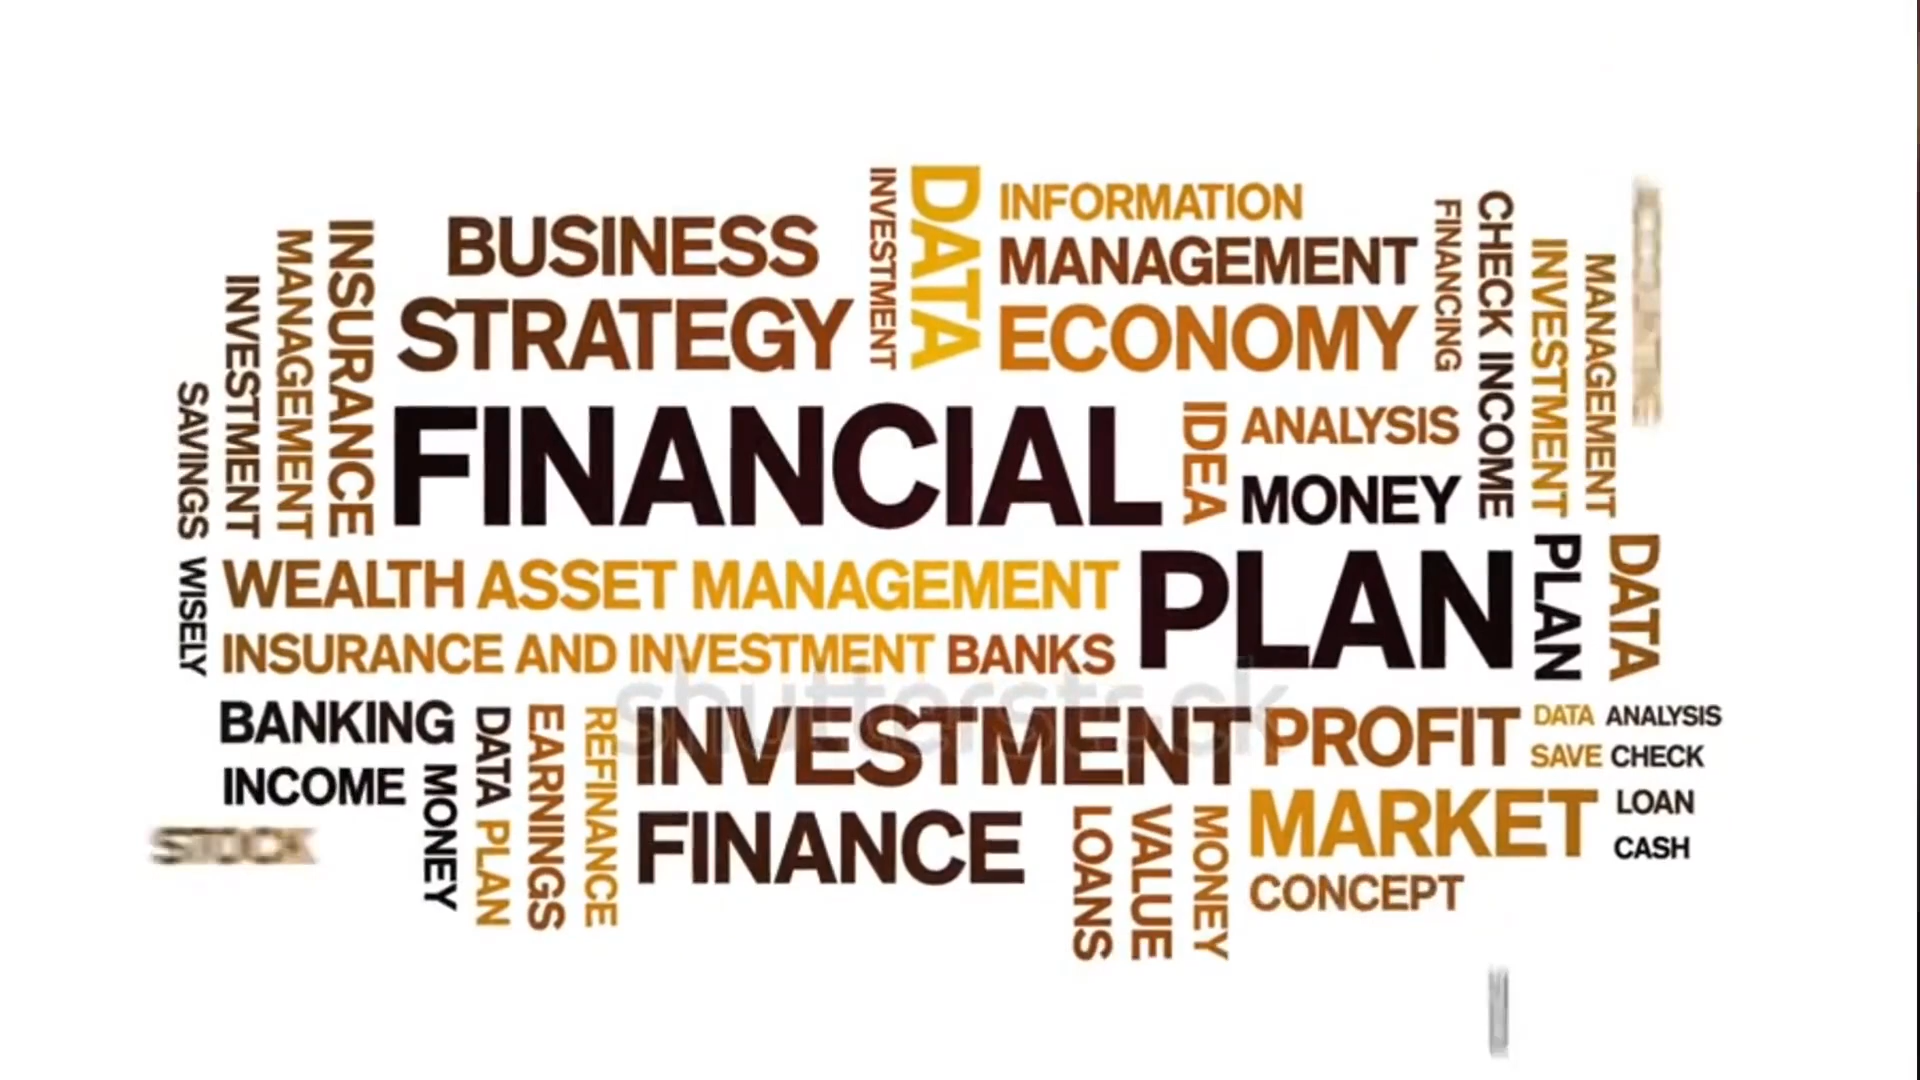 INVESTMENT
DATA
INFORMATION
BUSINESS
MANAGEMENT
FINANCING
CHECK INCOME
INVESTMENT
MANAGEMENT
INSURANCE
MANAGEMENT
INVESTMENT
STRATEGY
ECONOMY
SAVINGS WISELY
FINANCIAL
IDEA
ANALYSIS
MONEY
WEALTH ASSET MANAGEMENT
PLAN
PLAN
DATA
INSURANCE AND INVESTMENT BANKS
shutterstock
BANKING
DATA PLAN
EARNINGS
REFINANCE
INVESTMENT
PROFIT
DATA ANALYSIS
SAVE CHECK
INCOME
MONEY
MARKET
LOAN
STOCK
FINANCE
LOANS
VALUE
MONEY
CASH
CONCEPT